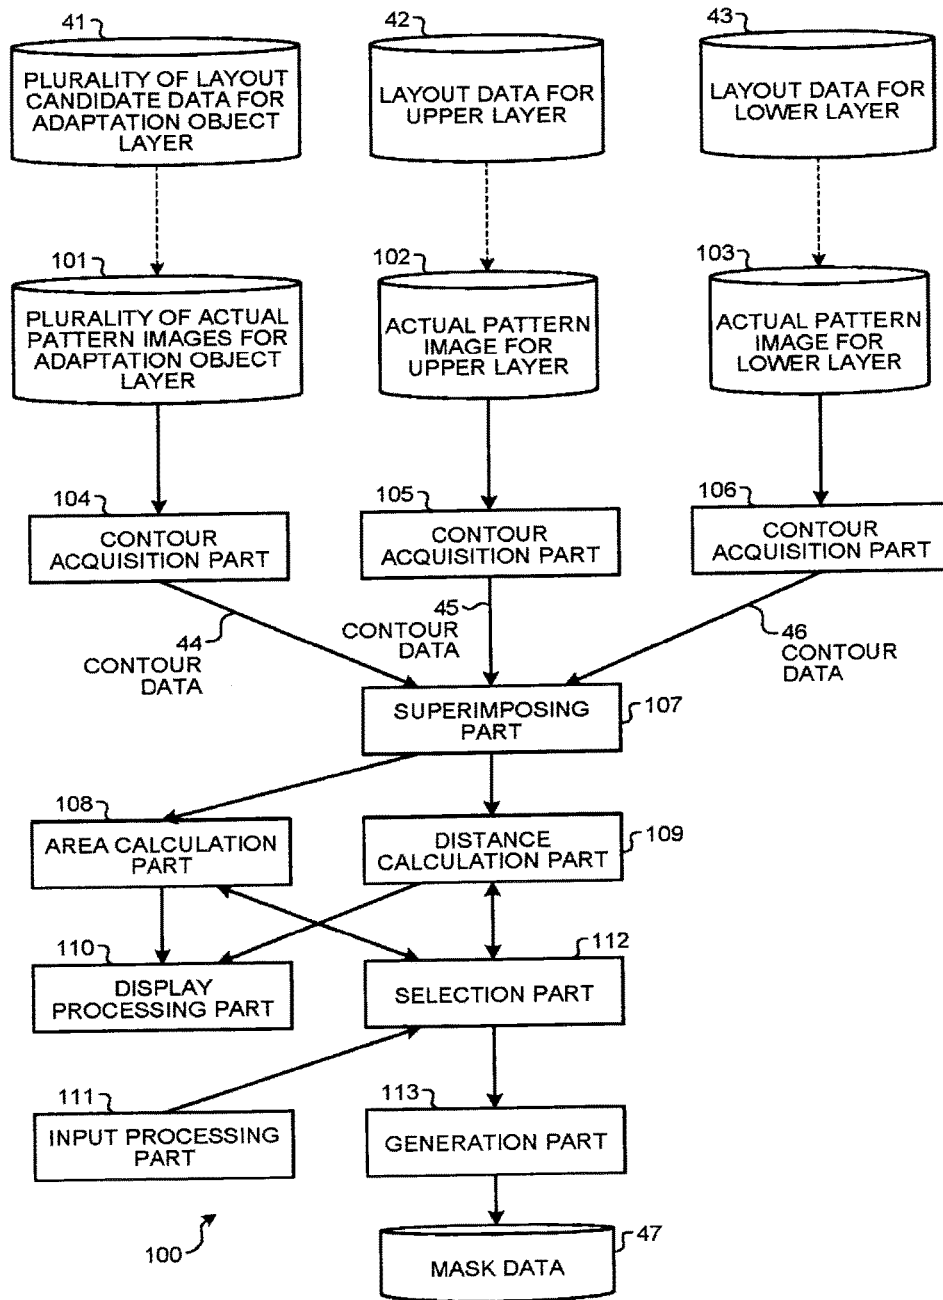 41
PLURALITY OF LAYOUT
CANDIDATE DATA FOR
ADAPTATION OBJECT
LAYER
42
LAYOUT DATA FOR
UPPER LAYER
43
LAYOUT DATA FOR
LOWER LAYER
101
PLURALITY OF ACTUAL
PATTERN IMAGES FOR
ADAPTATION OBJECT
LAYER
102
ACTUAL PATTERN
IMAGE FOR
UPPER LAYER
103
ACTUAL PATTERN
IMAGE FOR
LOWER LAYER
104
CONTOUR
ACQUISITION PART
105
CONTOUR
ACQUISITION PART
106
CONTOUR
ACQUISITION PART
44
CONTOUR
DATA
45
CONTOUR
DATA
46
CONTOUR
DATA
SUPERIMPOSING
PART
107
108
AREA CALCULATION
PART
DISTANCE
CALCULATION PART
109
110
DISPLAY
PROCESSING PART
112
SELECTION PART
111
INPUT PROCESSING
PART
113
GENERATION PART
100
47
MASK DATA